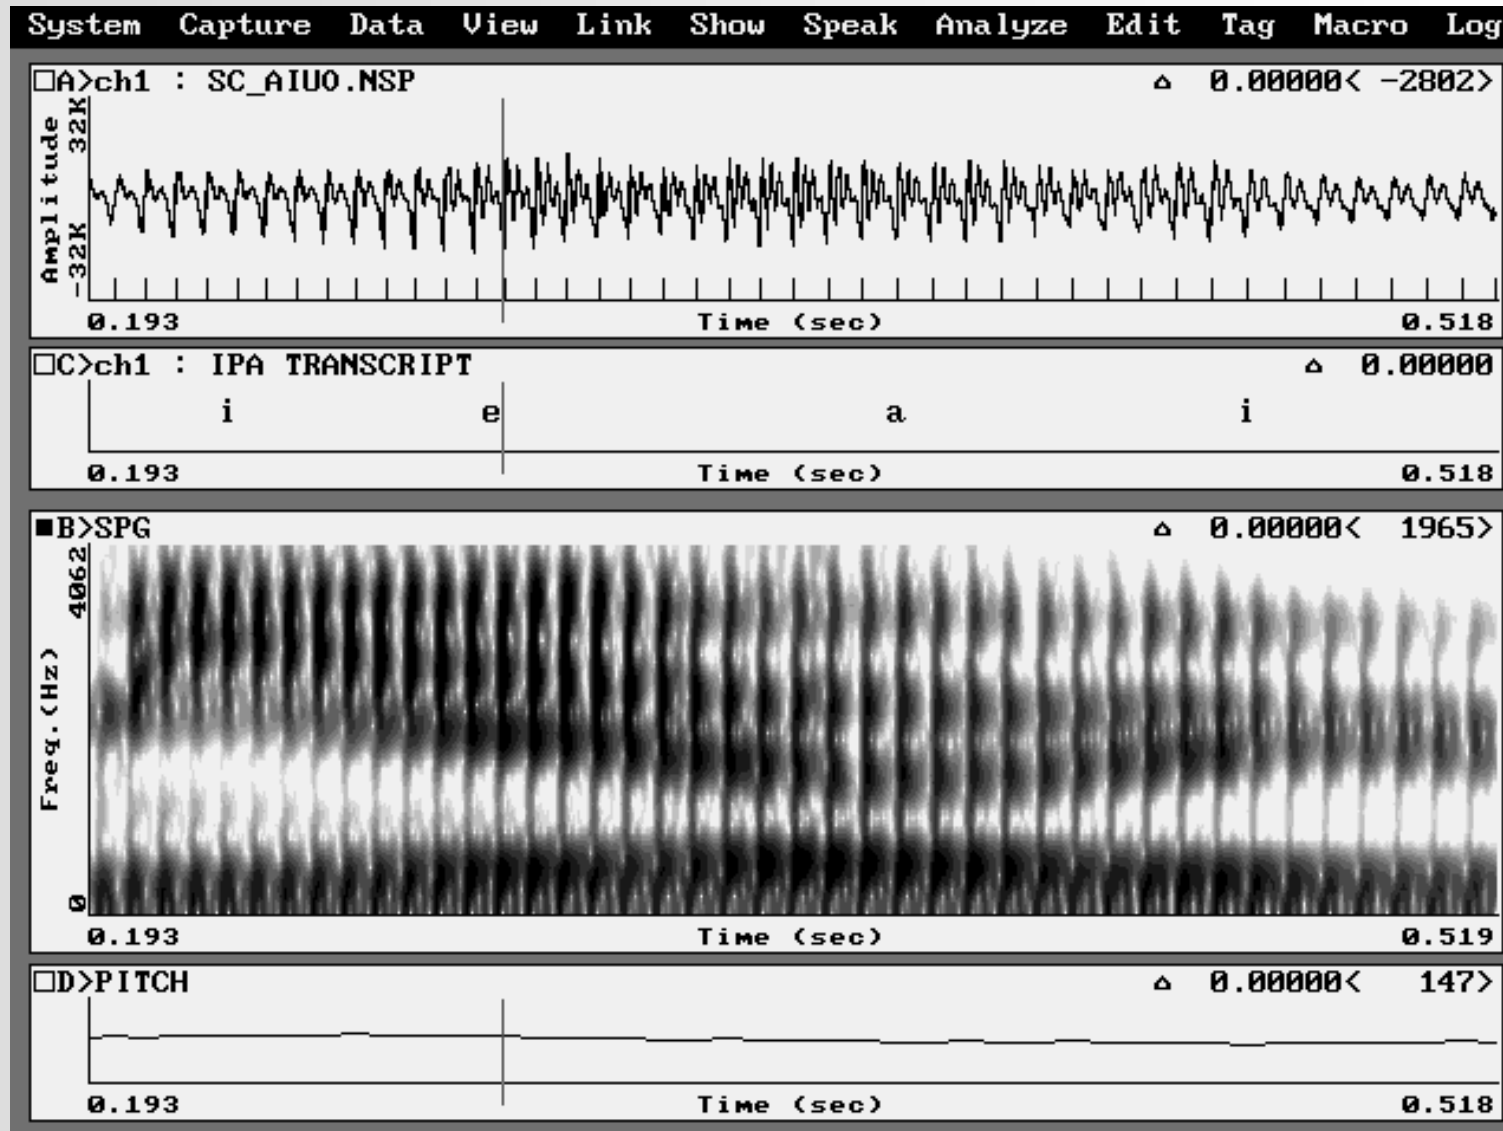 System Capture Data View Link Show Speak Analyze Edit Tag Macro Log
A>ch1 : SC_AIUO.NSP 0.00000< -2802>
Amplitude
32K
-32K
0.193 Time (sec) 0.518
C>ch1 : IPA TRANSCRIPT 0.00000
i e a i
0.193 Time (sec) 0.518
B>SPG 0.00000< 1965>
Freq.(Hz)
4062
0
0.193 Time (sec) 0.519
D>PITCH 0.00000< 147>
0.193 Time (sec) 0.518